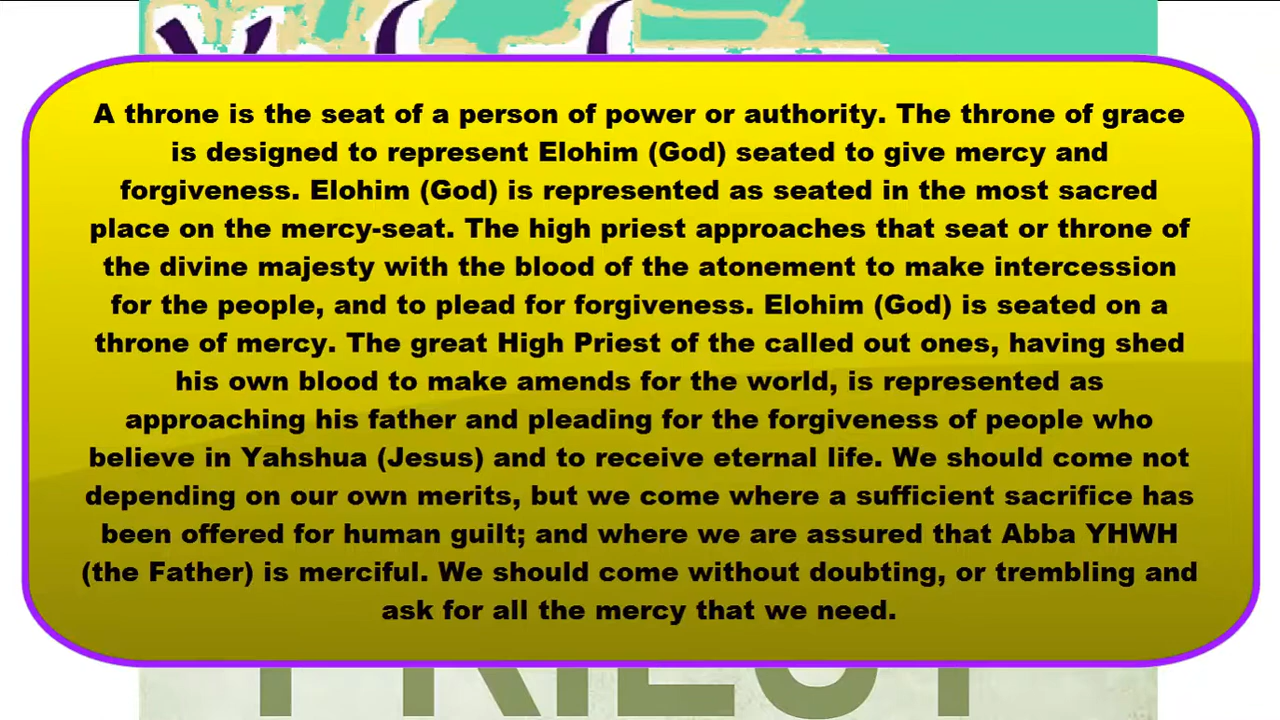 A throne is the seat of a person of power or authority. The throne of grace
is designed to represent Elohim (God) seated to give mercy and
forgiveness. Elohim (God) is represented as seated in the most sacred
place on the mercy-seat. The high priest approaches that seat or throne of
the divine majesty with the blood of the atonement to make intercession
for the people, and to plead for forgiveness. Elohim (God) is seated on a
throne of mercy. The great High Priest of the called out ones, having shed
his own blood to make amends for the world, is represented as
approaching his father and pleading for the forgiveness of people who
believe in Yahshua (Jesus) and to receive eternal life. We should come not
depending on our own merits, but we come where a sufficient sacrifice has
been offered for human guilt; and where we are assured that Abba YHWH
(the Father) is merciful. We should come without doubting, or trembling and
ask for all the mercy that we need.
PRIEST